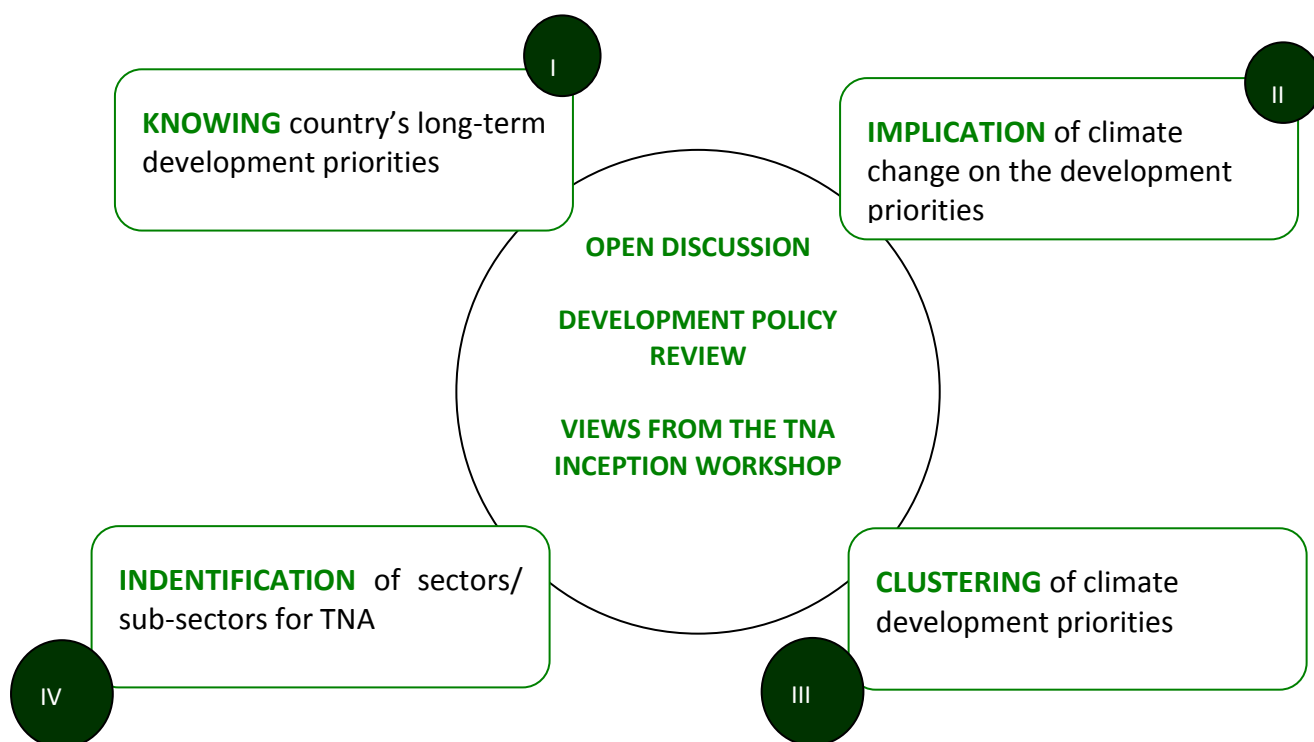 I
KNOWING country’s long-term
development priorities
II
IMPLICATION of climate
change on the development
priorities
OPEN DISCUSSION
DEVELOPMENT POLICY
REVIEW
VIEWS FROM THE TNA
INCEPTION WORKSHOP
III
CLUSTERING of climate
development priorities
IV
INDENTIFICATION of sectors/
sub-sectors for TNA